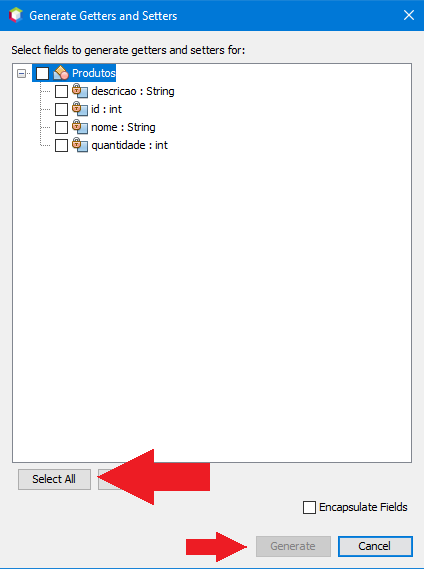 Generate Getters and Setters
Select fields to generate getters and setters for:
Produtos
descricao : String
id : int
nome : String
quantidade : int
Select All
Encapsulate Fields
Generate
Cancel